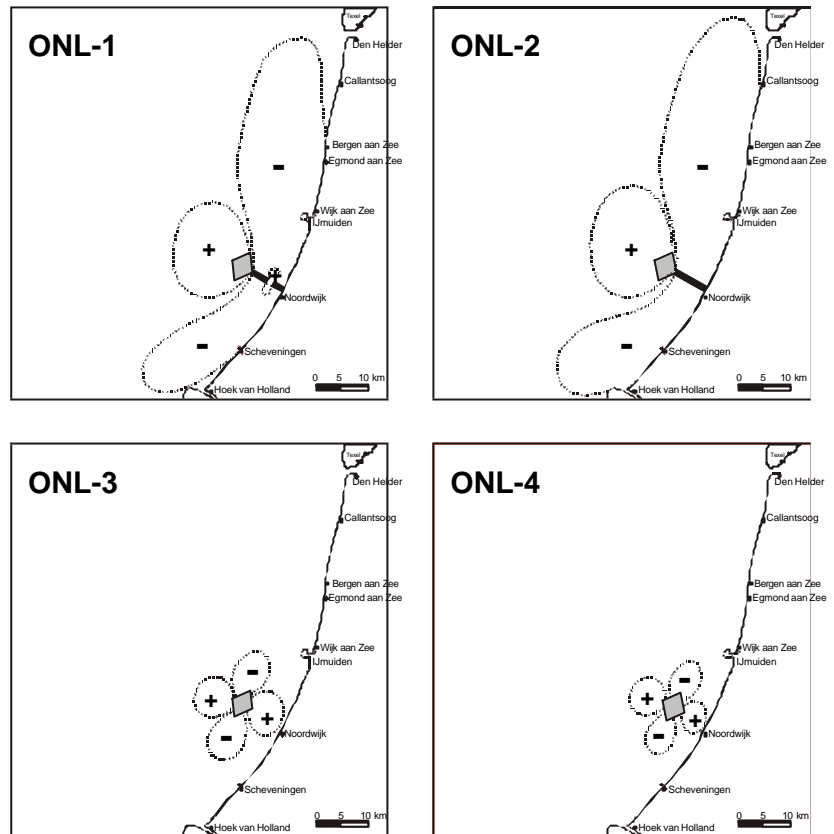 ONL-1
Texel
Den Helder
Callantsoog
Bergen aan Zee
Egmond aan Zee
-
Wijk aan Zee
IJmuiden
+
+
Noordwijk
-
Scheveningen
0 5 10 km
Hoek van Holland
ONL-2
Texel
Den Helder
Callantsoog
Bergen aan Zee
Egmond aan Zee
-
Wijk aan Zee
IJmuiden
+
Noordwijk
-
Scheveningen
0 5 10 km
Hoek van Holland
ONL-3
Texel
Den Helder
Callantsoog
Bergen aan Zee
Egmond aan Zee
Wijk aan Zee
IJmuiden
-
+
+
Noordwijk
-
Scheveningen
0 5 10 km
Hoek van Holland
ONL-4
Texel
Den Helder
Callantsoog
Bergen aan Zee
Egmond aan Zee
Wijk aan Zee
IJmuiden
-
+
+
Noordwijk
-
Scheveningen
0 5 10 km
Hoek van Holland